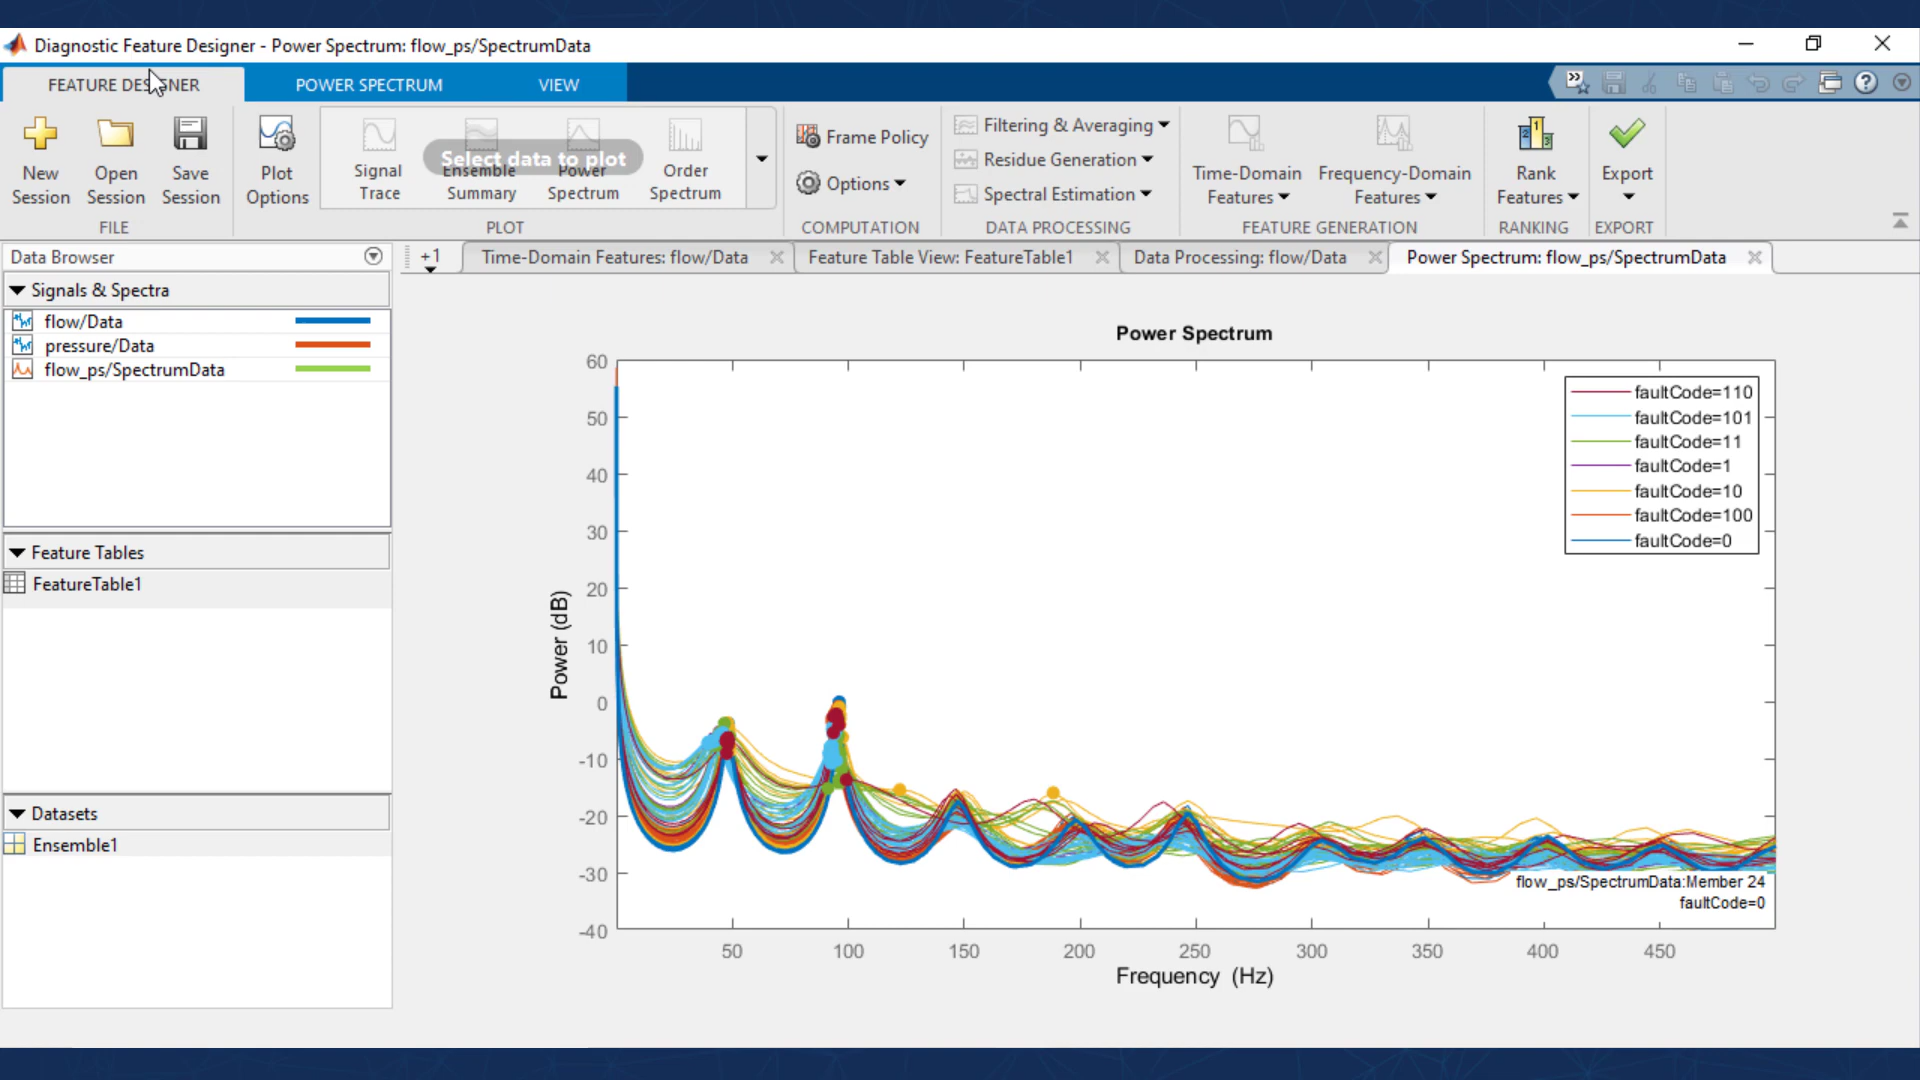 Diagnostic Feature Designer - Power Spectrum: flow_ps/SpectrumData
FEATURE DESIGNER
POWER SPECTRUM
VIEW
New
Session
Open
Session
Save
Session
FILE
Plot
Options
Signal
Trace
Ensemble
Summary
Power
Spectrum
Order
Spectrum
Select data to plot
PLOT
Frame Policy
Options
COMPUTATION
Filtering & Averaging
Residue Generation
Spectral Estimation
DATA PROCESSING
Time-Domain
Features
Frequency-Domain
Features
FEATURE GENERATION
Rank
Features
RANKING
Export
EXPORT
Data Browser
Signals & Spectra
flow/Data
pressure/Data
flow_ps/SpectrumData
Feature Tables
FeatureTable1
Datasets
Ensemble1
+1
Time-Domain Features: flow/Data
Feature Table View: FeatureTable1
Data Processing: flow/Data
Power Spectrum: flow_ps/SpectrumData
Power Spectrum
60
50
40
30
20
10
0
-10
-20
-30
-40
Power (dB)
faultCode=110
faultCode=101
faultCode=11
faultCode=1
faultCode=10
faultCode=100
faultCode=0
flow_ps/SpectrumData:Member 24
faultCode=0
50 100 150 200 250 300 350 400 450
Frequency (Hz)